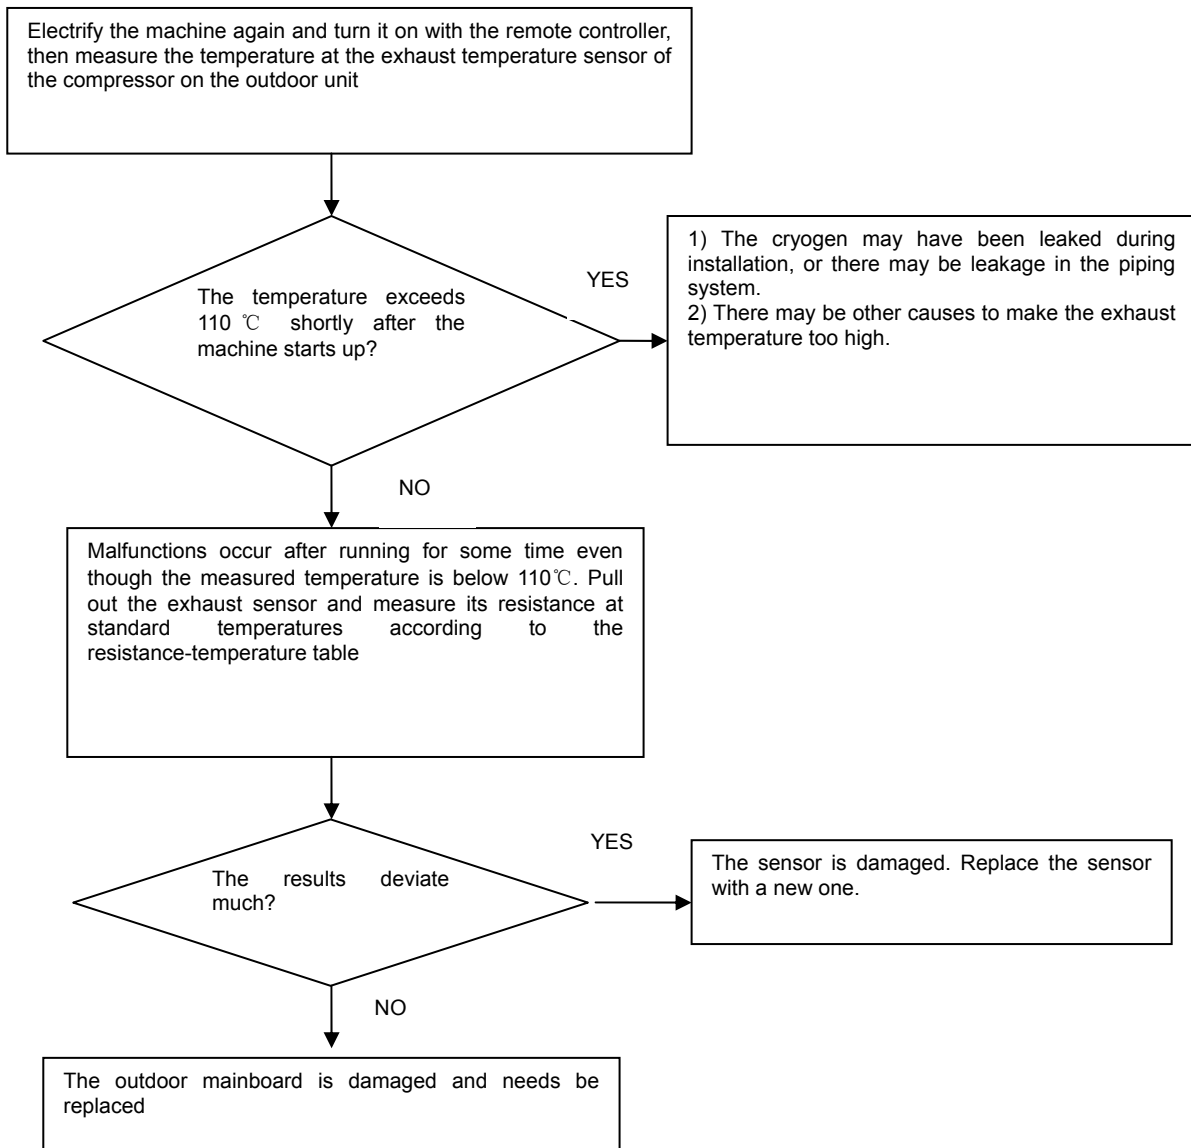 Electrify the machine again and turn it on with the remote controller,
then measure the temperature at the exhaust temperature sensor of
the compressor on the outdoor unit
The temperature exceeds
110 ℃ shortly after the
machine starts up?
YES
1) The cryogen may have been leaked during
installation, or there may be leakage in the piping
system.
2) There may be other causes to make the exhaust
temperature too high.
NO
Malfunctions occur after running for some time even
though the measured temperature is below 110℃. Pull
out the exhaust sensor and measure its resistance at
standard temperatures according to the
resistance-temperature table
The results deviate
much?
YES
The sensor is damaged. Replace the sensor
with a new one.
NO
The outdoor mainboard is damaged and needs be
replaced